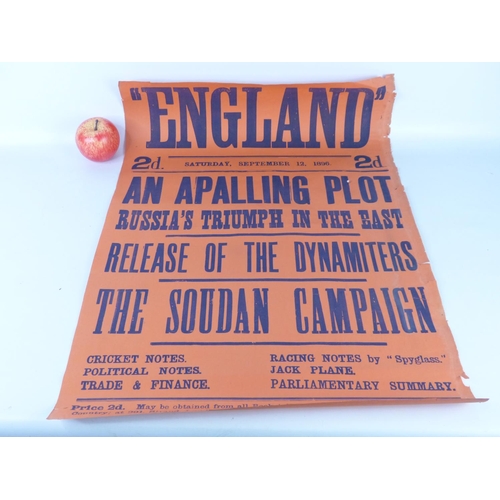 "ENGLAND"
2d. SATURDAY, SEPTEMBER 12, 1896. 2d
AN APALLING PLOT
RUSSIA'S TRIUMPH IN THE EAST
RELEASE OF THE DYNAMITERS
THE SOUDAN CAMPAIGN
CRICKET NOTES. RACING NOTES by "Spyglass."
POLITICAL NOTES. JACK PLANE.
TRADE & FINANCE. PARLIAMENTARY SUMMARY.
Price 2d. May be obtained from all